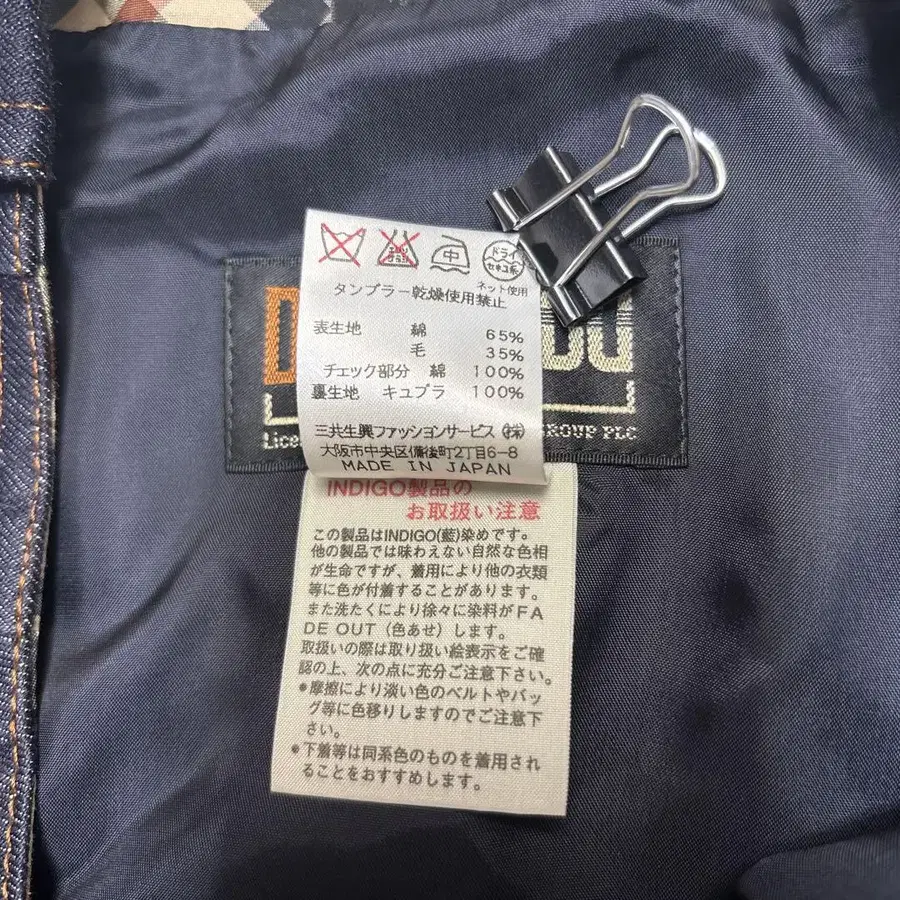 エンソ
サラシ
中
ドライ
セキユ系
ネット使用
タンブラー乾燥使用禁止
表生地 綿 65%
毛 35%
チェック部分 綿 100%
裏生地 キュプラ 100%
三共生興ファッションサービス㈱
大阪市中央区備後町2丁目6-8
MADE IN JAPAN
D
GROUP PLC
INDIGO製品の
お取扱い注意
この製品はINDIGO(藍)染めです。
他の製品では味わえない自然な色相
が生命ですが、着用により他の衣類
等に色が付着することがあります。
また洗たくにより徐々に染料がFA
DE OUT(色あせ)します。
取扱いの際は取り扱い絵表示をご確
認の上、次の点に充分ご注意下さい。
●摩擦により淡い色のベルトやバッ
グ等に色移りしますのでご注意下
さい。
●下着等は同系色のものを着用され
ることをおすすめします。